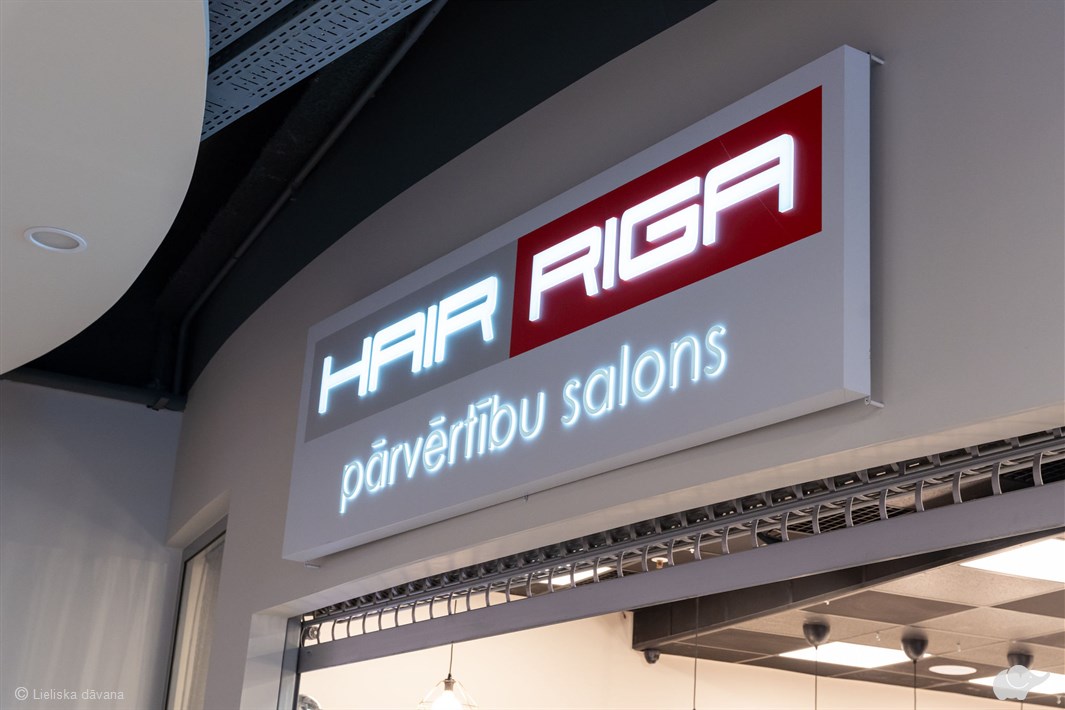 HAIR RIGA
pārvērtību salons
© Lieliska dāvana